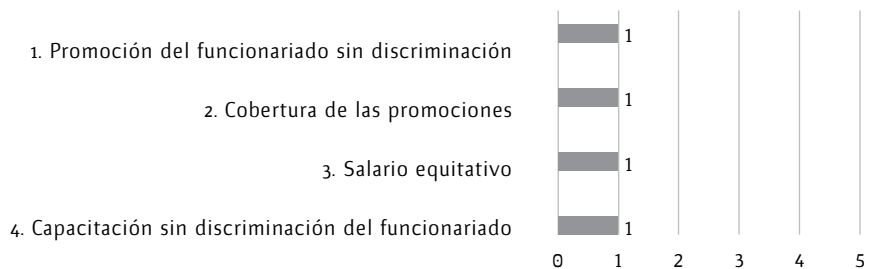 1. Promoción del funcionariado sin discriminación
1
2. Cobertura de las promociones
1
3. Salario equitativo
1
4. Capacitación sin discriminación del funcionariado
1
0 1 2 3 4 5